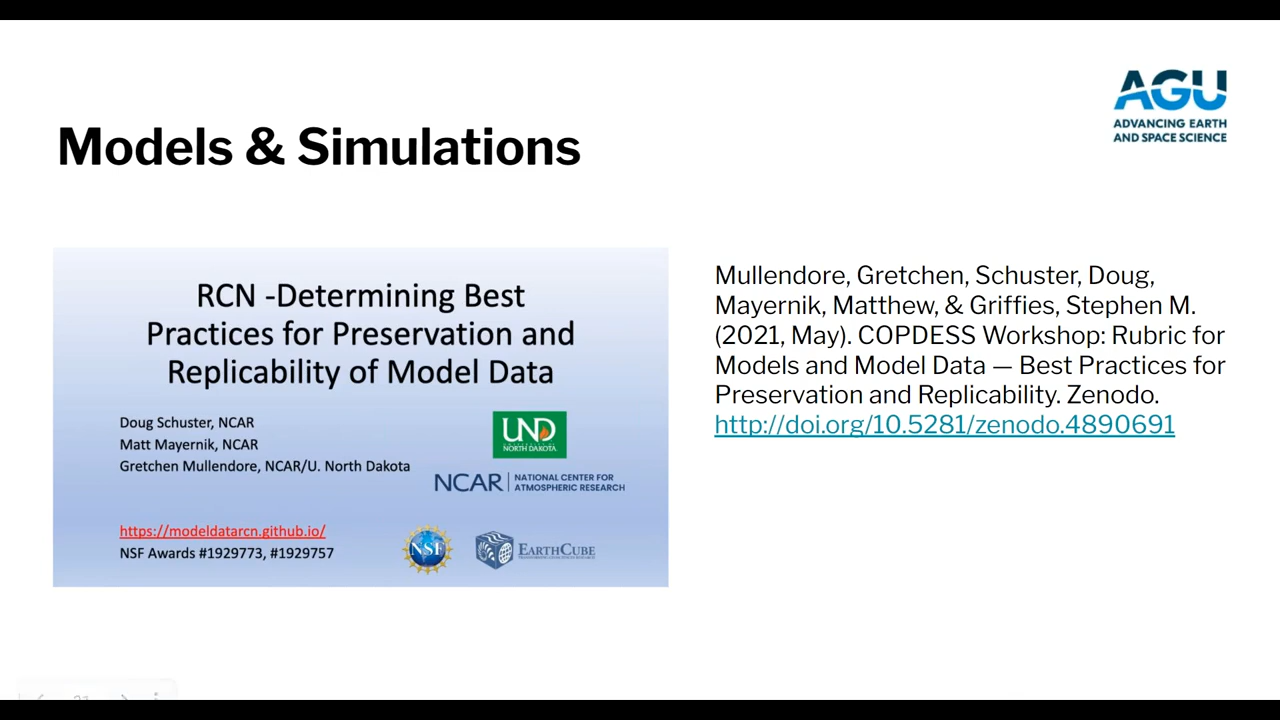 AGU
ADVANCING EARTH
AND SPACE SCIENCE
Models & Simulations
RCN -Determining Best
Practices for Preservation and
Replicability of Model Data
Doug Schuster, NCAR
Matt Mayernik, NCAR
Gretchen Mullendore, NCAR/U. North Dakota
UND
NORTH DAKOTA
NCAR
NATIONAL CENTER FOR
ATMOSPHERIC RESEARCH
https://modeldatarcn.github.io/
NSF Awards #1929773, #1929757
NSF
EARTHCUBE
Mullendore, Gretchen, Schuster, Doug,
Mayernik, Matthew, & Griffies, Stephen M.
(2021, May). COPDESS Workshop: Rubric for
Models and Model Data — Best Practices for
Preservation and Replicability. Zenodo.
http://doi.org/10.5281/zenodo.4890691